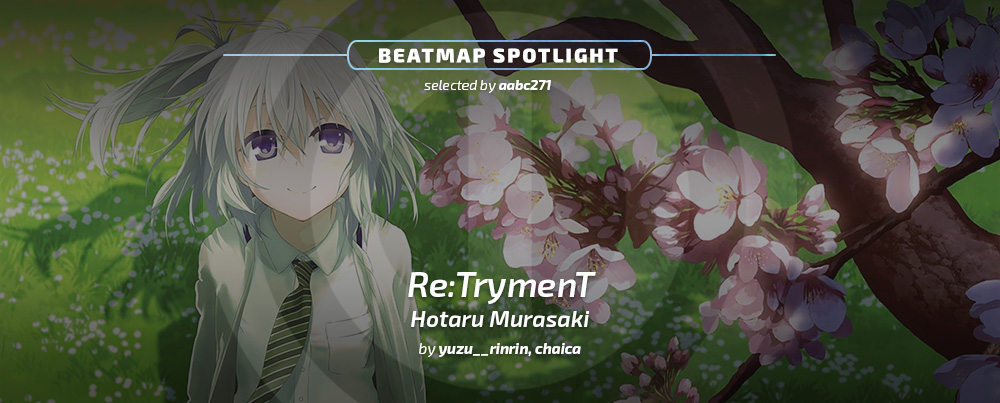 BEATMAP SPOTLIGHT
selected by aabc271
Re:TrymenT
Hotaru Murasaki
by yuzu__rinrin, chaica